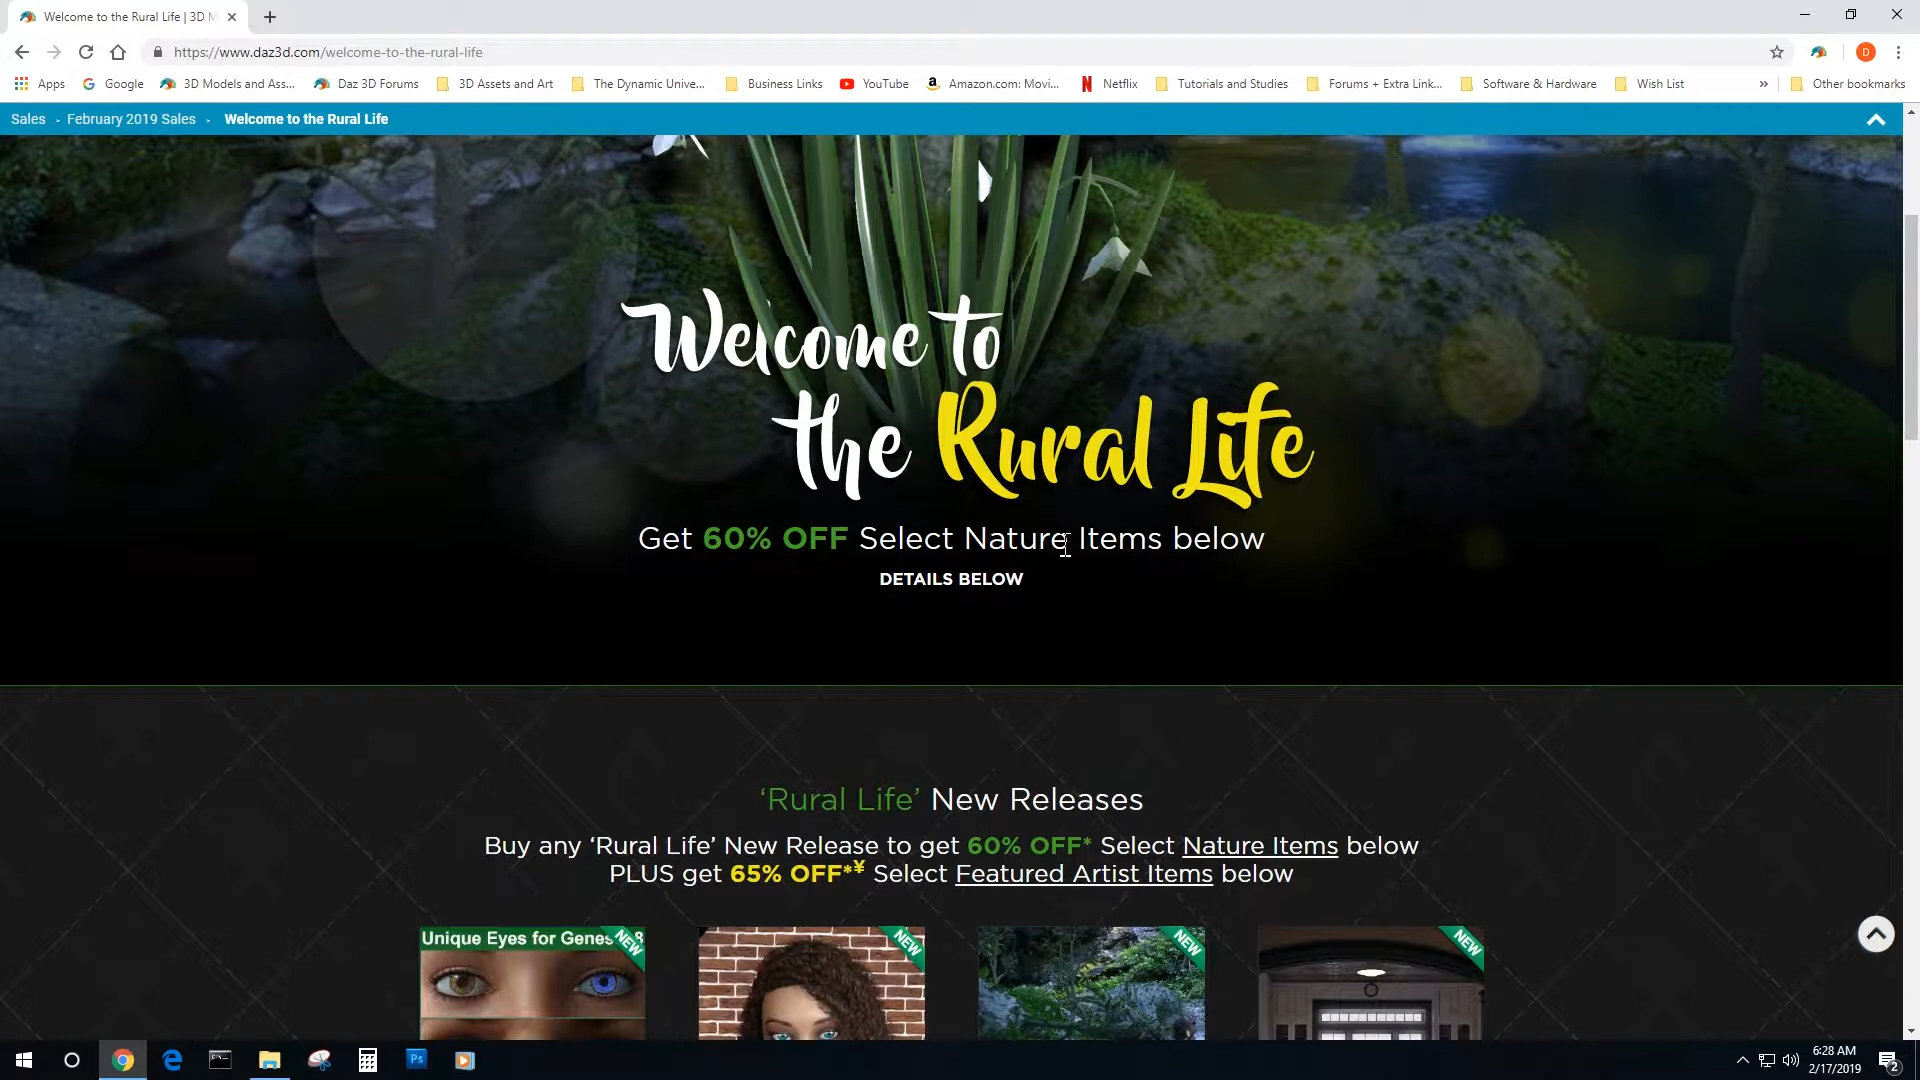 Welcome to the Rural Life | 3D M
https://www.daz3d.com/welcome-to-the-rural-life
D
Apps Google 3D Models and Ass... Daz 3D Forums 3D Assets and Art The Dynamic Unive... Business Links YouTube Amazon.com: Movi... Netflix Tutorials and Studies Forums + Extra Link... Software & Hardware Wish List » Other bookmarks
Sales - February 2019 Sales - Welcome to the Rural Life
Welcome to
the Rural Life
Get 60% OFF Select Nature Items below
DETAILS BELOW
‘Rural Life’ New Releases
Buy any ‘Rural Life’ New Release to get 60% OFF* Select Nature Items below
PLUS get 65% OFF*¥ Select Featured Artist Items below
Unique Eyes for Genes 8
NEW
NEW
NEW
NEW
Ps
6:28 AM
2/17/2019
2